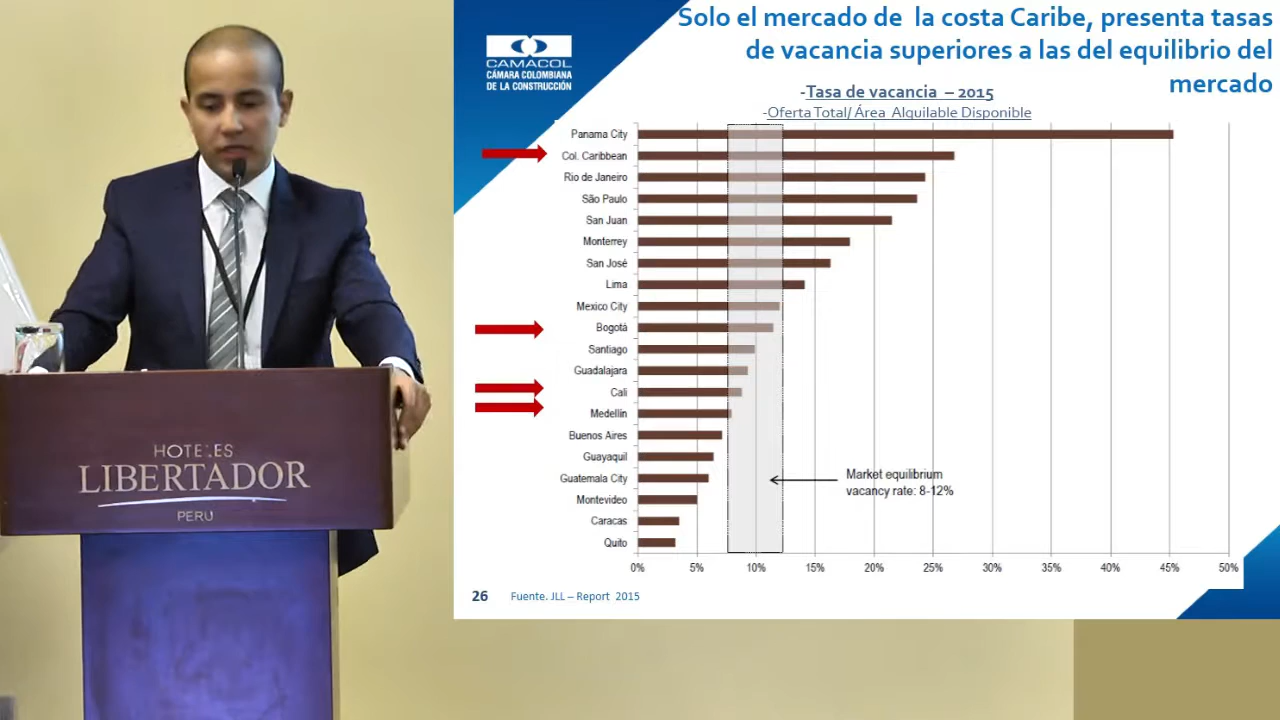 Solo el mercado de la costa Caribe, presenta tasas
de vacancia superiores a las del equilibrio del
mercado
CAMACOL
CÁMARA COLOMBIANA
DE LA CONSTRUCCIÓN
-Tasa de vacancia – 2015
-Oferta Total/ Área Alquilable Disponible
Panama City
Col. Caribbean
Rio de Janeiro
São Paulo
San Juan
Monterrey
San José
Lima
Mexico City
Bogotá
Santiago
Guadalajara
Cali
Medellín
Buenos Aires
Guayaquil
Guatemala City
Montevideo
Caracas
Quito
Market equilibrium
vacancy rate: 8-12%
0% 5% 10% 15% 20% 25% 30% 35% 40% 45% 50%
26 Fuente. JLL – Report 2015
HOTELES
LIBERTADOR
PERÚ